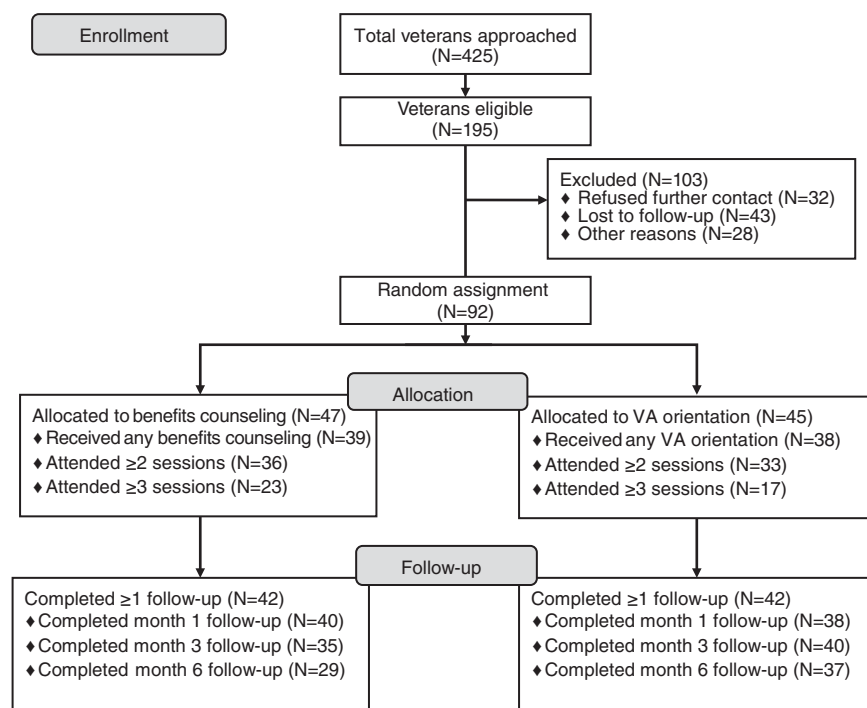 Enrollment
Total veterans approached
(N=425)
Veterans eligible
(N=195)
Excluded (N=103)
♦ Refused further contact (N=32)
♦ Lost to follow-up (N=43)
♦ Other reasons (N=28)
Random assignment
(N=92)
Allocation
Allocated to benefits counseling (N=47)
♦ Received any benefits counseling (N=39)
♦ Attended ≥2 sessions (N=36)
♦ Attended ≥3 sessions (N=23)
Allocated to VA orientation (N=45)
♦ Received any VA orientation (N=38)
♦ Attended ≥2 sessions (N=33)
♦ Attended ≥3 sessions (N=17)
Follow-up
Completed ≥1 follow-up (N=42)
♦ Completed month 1 follow-up (N=40)
♦ Completed month 3 follow-up (N=35)
♦ Completed month 6 follow-up (N=29)
Completed ≥1 follow-up (N=42)
♦ Completed month 1 follow-up (N=38)
♦ Completed month 3 follow-up (N=40)
♦ Completed month 6 follow-up (N=37)